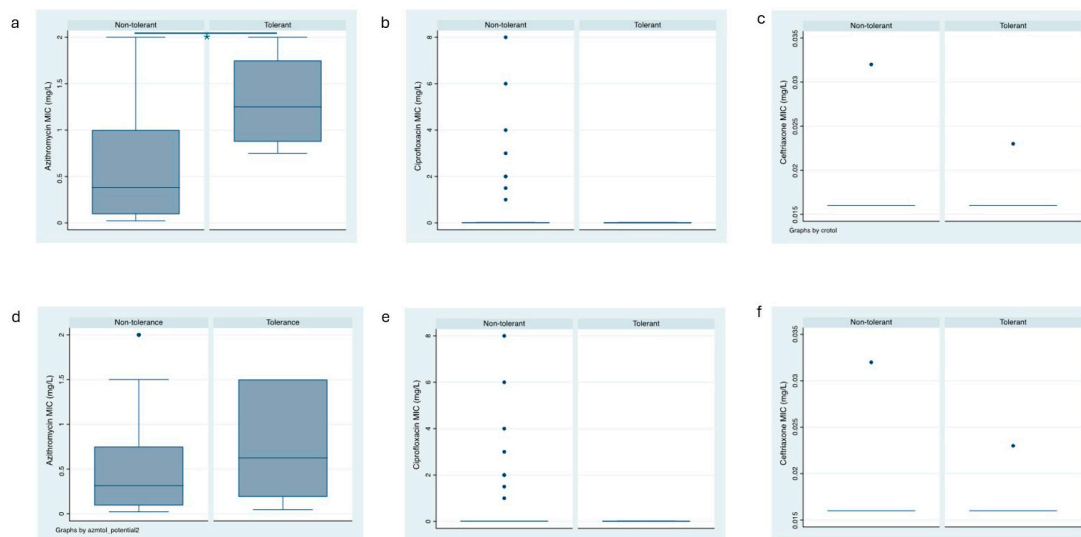 a
Non-tolerant Tolerant
Azithromycin MIC (mg/L)
2
1.5
1
0.5
0
*
b
Non-tolerant Tolerant
Ciprofloxacin MIC (mg/L)
8
6
4
2
0
c
Non-tolerant Tolerant
Ceftriaxone MIC (mg/L)
0.035
0.03
0.025
0.02
0.015
Graphs by crotol
d
Non-tolerance Tolerance
Azithromycin MIC (mg/L)
2
1.5
1
0.5
0
Graphs by azmtol_potential2
e
Non-tolerant Tolerant
Ciprofloxacin MIC (mg/L)
8
6
4
2
0
f
Non-tolerant Tolerant
Ceftriaxone MIC (mg/L)
0.035
0.03
0.025
0.02
0.015